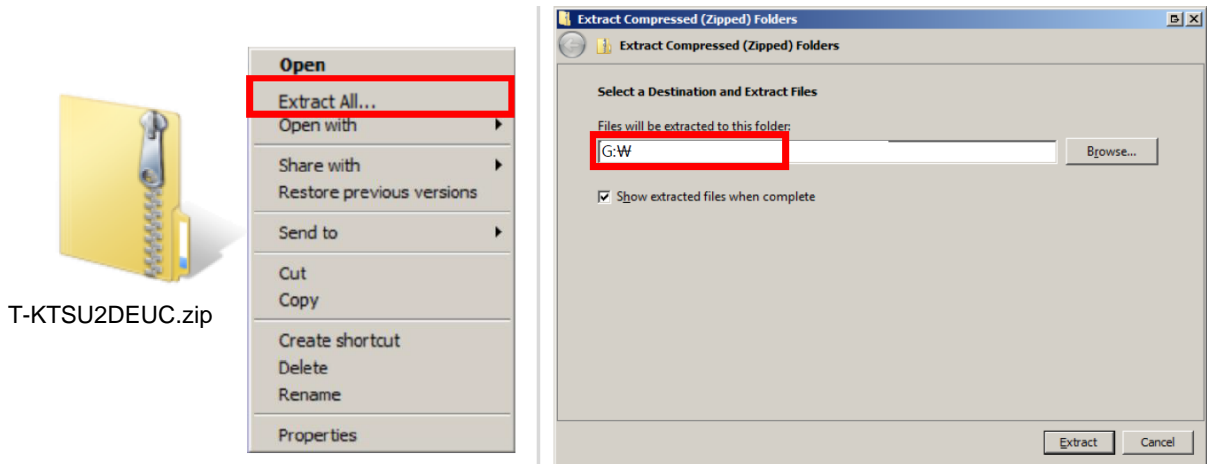 T-KTSU2DEUC.zip
Open
Extract All...
Open with
Share with
Restore previous versions
Send to
Cut
Copy
Create shortcut
Delete
Rename
Properties
Extract Compressed (Zipped) Folders
Extract Compressed (Zipped) Folders
Select a Destination and Extract Files
Files will be extracted to this folder:
G:₩
Browse...
Show extracted files when complete
Extract
Cancel